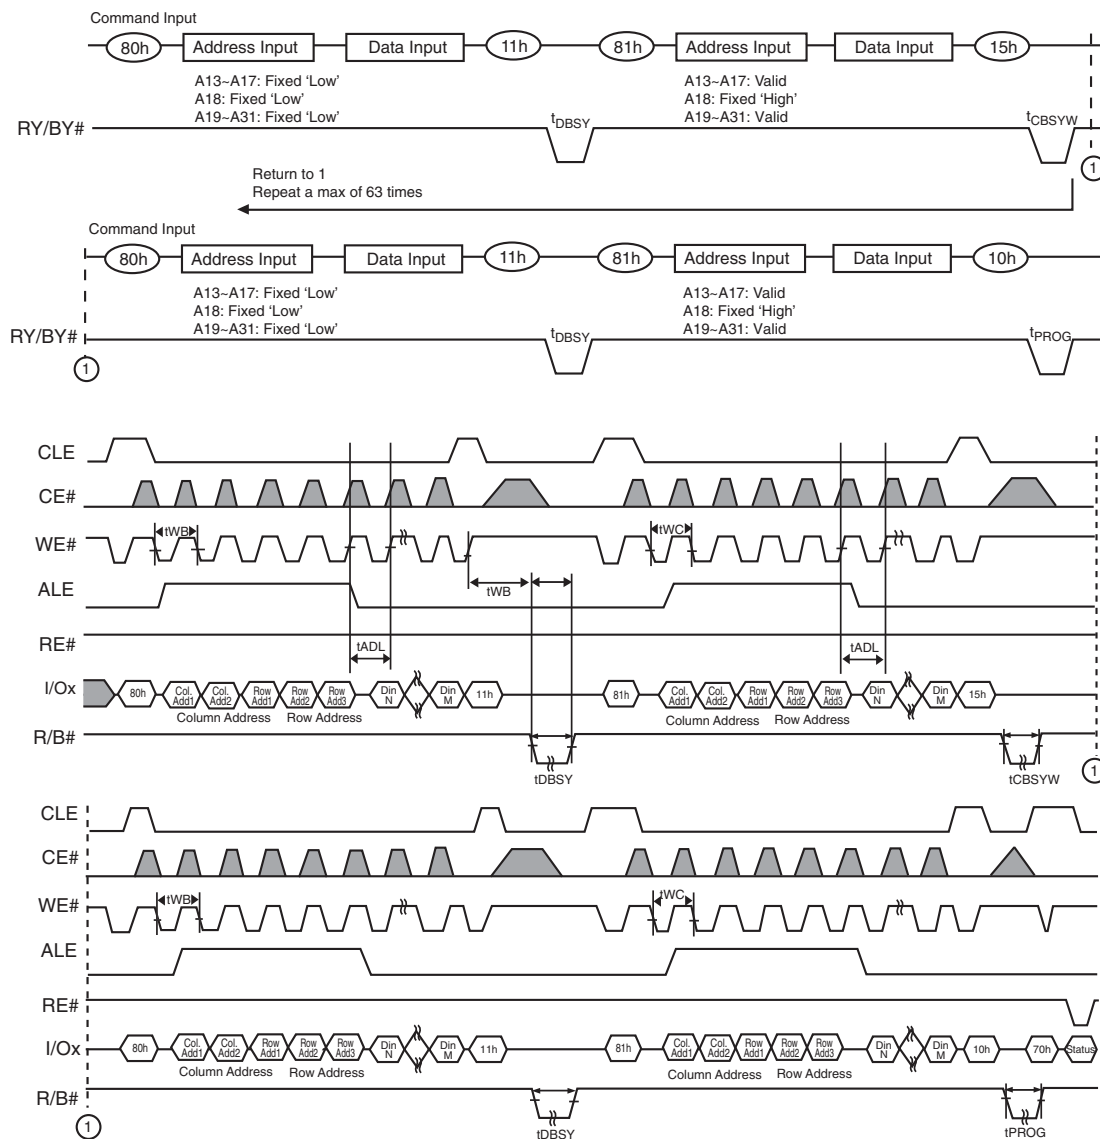 Command Input
80h Address Input Data Input 11h 81h Address Input Data Input 15h
A13~A17: Fixed ‘Low’ A13~A17: Valid
A18: Fixed ‘Low’ A18: Fixed ‘High’
A19~A31: Fixed ‘Low’ A19~A31: Valid
RY/BY# tDBSY tCBSYW
1
Return to 1
Repeat a max of 63 times
Command Input
80h Address Input Data Input 11h 81h Address Input Data Input 10h
A13~A17: Fixed ‘Low’ A13~A17: Valid
A18: Fixed ‘Low’ A18: Fixed ‘High’
A19~A31: Fixed ‘Low’ A19~A31: Valid
RY/BY# tDBSY tPROG
1
CLE
CE#
WE# tWB tWC
ALE tWB
RE# tADL tADL
I/Ox 80h Col. Add1 Col. Add2 Row Add1 Row Add2 Row Add3 Din N Din M 11h 81h Col. Add1 Col. Add2 Row Add1 Row Add2 Row Add3 Din N Din M 15h
Column Address Row Address Column Address Row Address
R/B# tDBSY tCBSYW
1
CLE
CE#
WE# tWB tWC
ALE
RE#
I/Ox 80h Col. Add1 Col. Add2 Row Add1 Row Add2 Row Add3 Din N Din M 11h 81h Col. Add1 Col. Add2 Row Add1 Row Add2 Row Add3 Din N Din M 10h 70h Status
Column Address Row Address Column Address Row Address
R/B# tDBSY tPROG
1